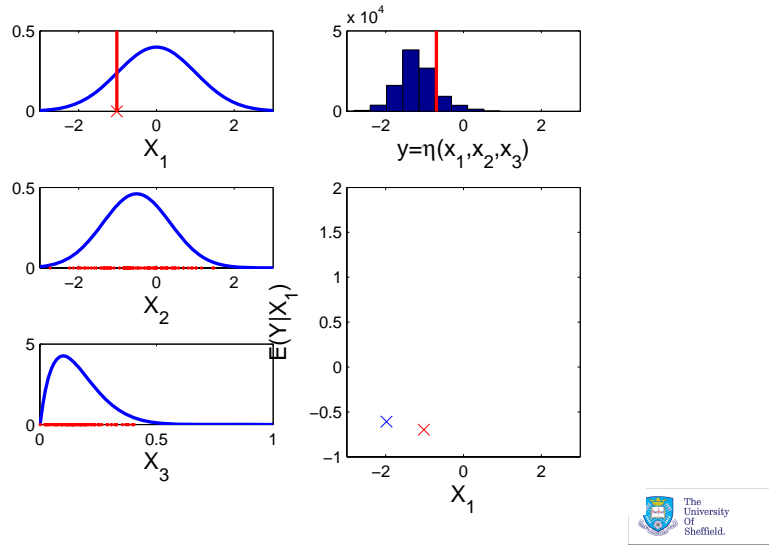 0.5
0
−2 0 2
X1
x 10^4
5
0
−2 0 2
y=η(x1,x2,x3)
0.5
0
−2 0 2
X2
5
0
0 0.5 1
X3
2
1.5
1
0.5
0
−0.5
−1
−2 0 2
E(Y|X1)
X1
The
University
Of
Sheffield.